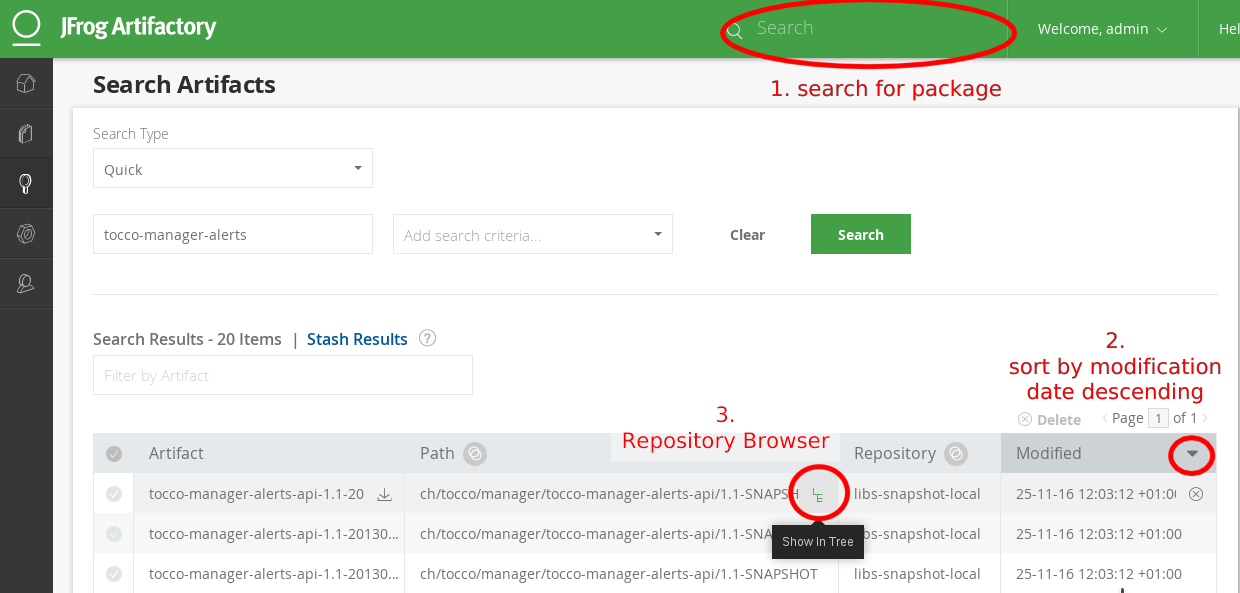 JFrog Artifactory
Search
Welcome, admin
Hel
1. search for package
Search Artifacts
Search Type
Quick
tocco-manager-alerts
Add search criteria...
Clear
Search
Search Results - 20 Items | Stash Results ?
Filter by Artifact
2.
sort by modification
date descending
Delete
Page 1 of 1
3.
Repository Browser
Artifact Path Repository Modified
tocco-manager-alerts-api-1.1-20 ch/tocco/manager/tocco-manager-alerts-api/1.1-SNAPSH libs-snapshot-local 25-11-16 12:03:12 +01:0
tocco-manager-alerts-api-1.1-20130... ch/tocco/manager/tocco-manager-alerts-api/1.1-SNA bs-snapshot-local 25-11-16 12:03:12 +01:00
Show In Tree
tocco-manager-alerts-api-1.1-20130... ch/tocco/manager/tocco-manager-alerts-api/1.1-SNAPSHOT libs-snapshot-local 25-11-16 12:03:12 +01:00